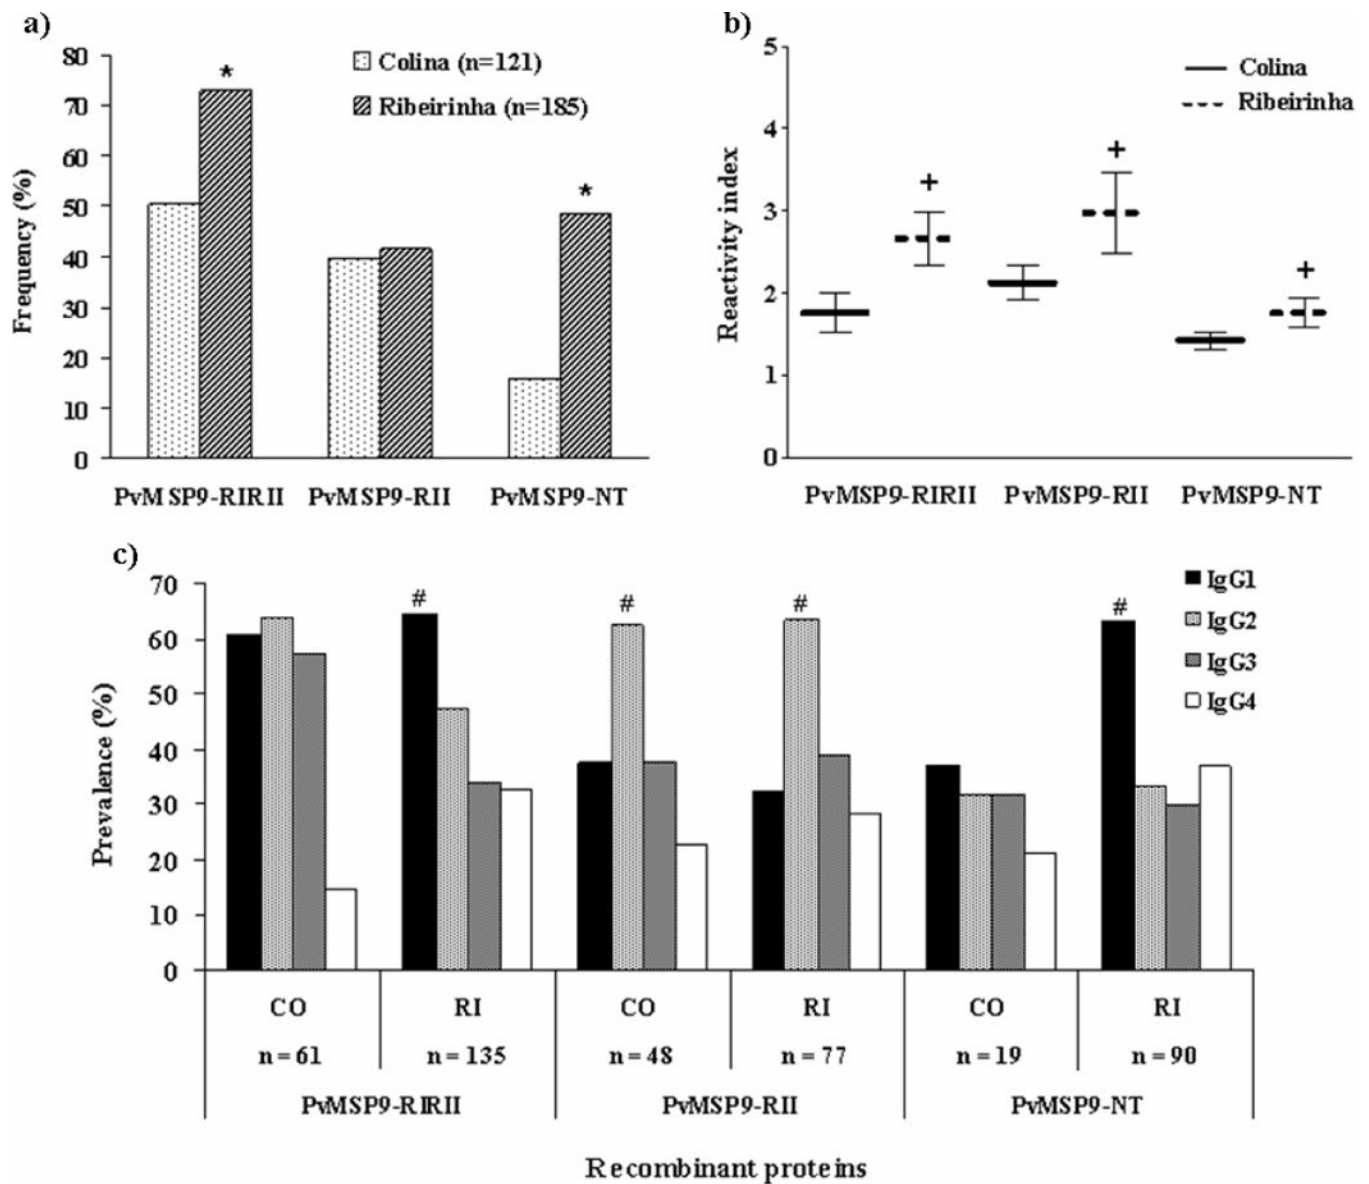 a)
80
70
60
50
40
30
20
10
0
Frequency (%)
Colina (n=121)
Ribeirinha (n=185)
*
*
PvMSP9-RIRII PvMSP9-RII PvMSP9-NT
b)
5
4
3
2
1
0
Reactivity index
Colina
Ribeirinha
+
+
+
PvMSP9-RIRII PvMSP9-RII PvMSP9-NT
c)
70
60
50
40
30
20
10
0
Prevalence (%)
# # # #
IgG1
IgG2
IgG3
IgG4
CO RI CO RI CO RI
n = 61 n = 135 n = 48 n = 77 n = 19 n = 90
PvMSP9-RIRII PvMSP9-RII PvMSP9-NT
Recombinant proteins